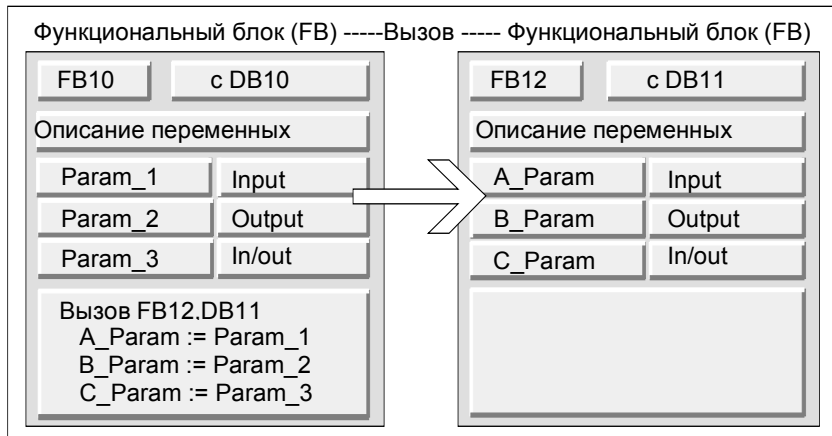 Функциональный блок (FB) -----Вызов ----- Функциональный блок (FB)
FB10
с DB10
Описание переменных
Param_1
Input
Param_2
Output
Param_3
In/out
Вызов FB12,DB11
A_Param := Param_1
B_Param := Param_2
C_Param := Param_3
FB12
с DB11
Описание переменных
A_Param
Input
B_Param
Output
C_Param
In/out